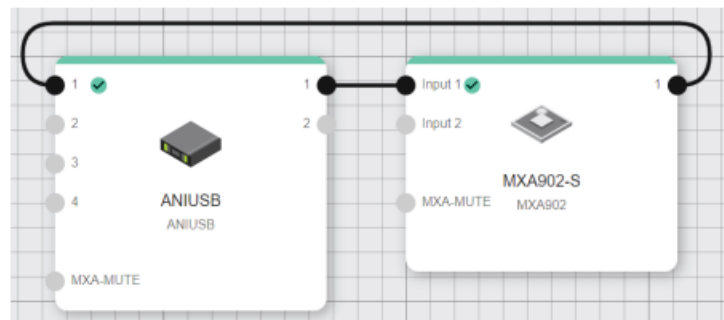 1
2
3
4
MXA-MUTE
ANIUSB
ANIUSB
1
2
Input 1
Input 2
MXA-MUTE
MXA902-S
MXA902
1